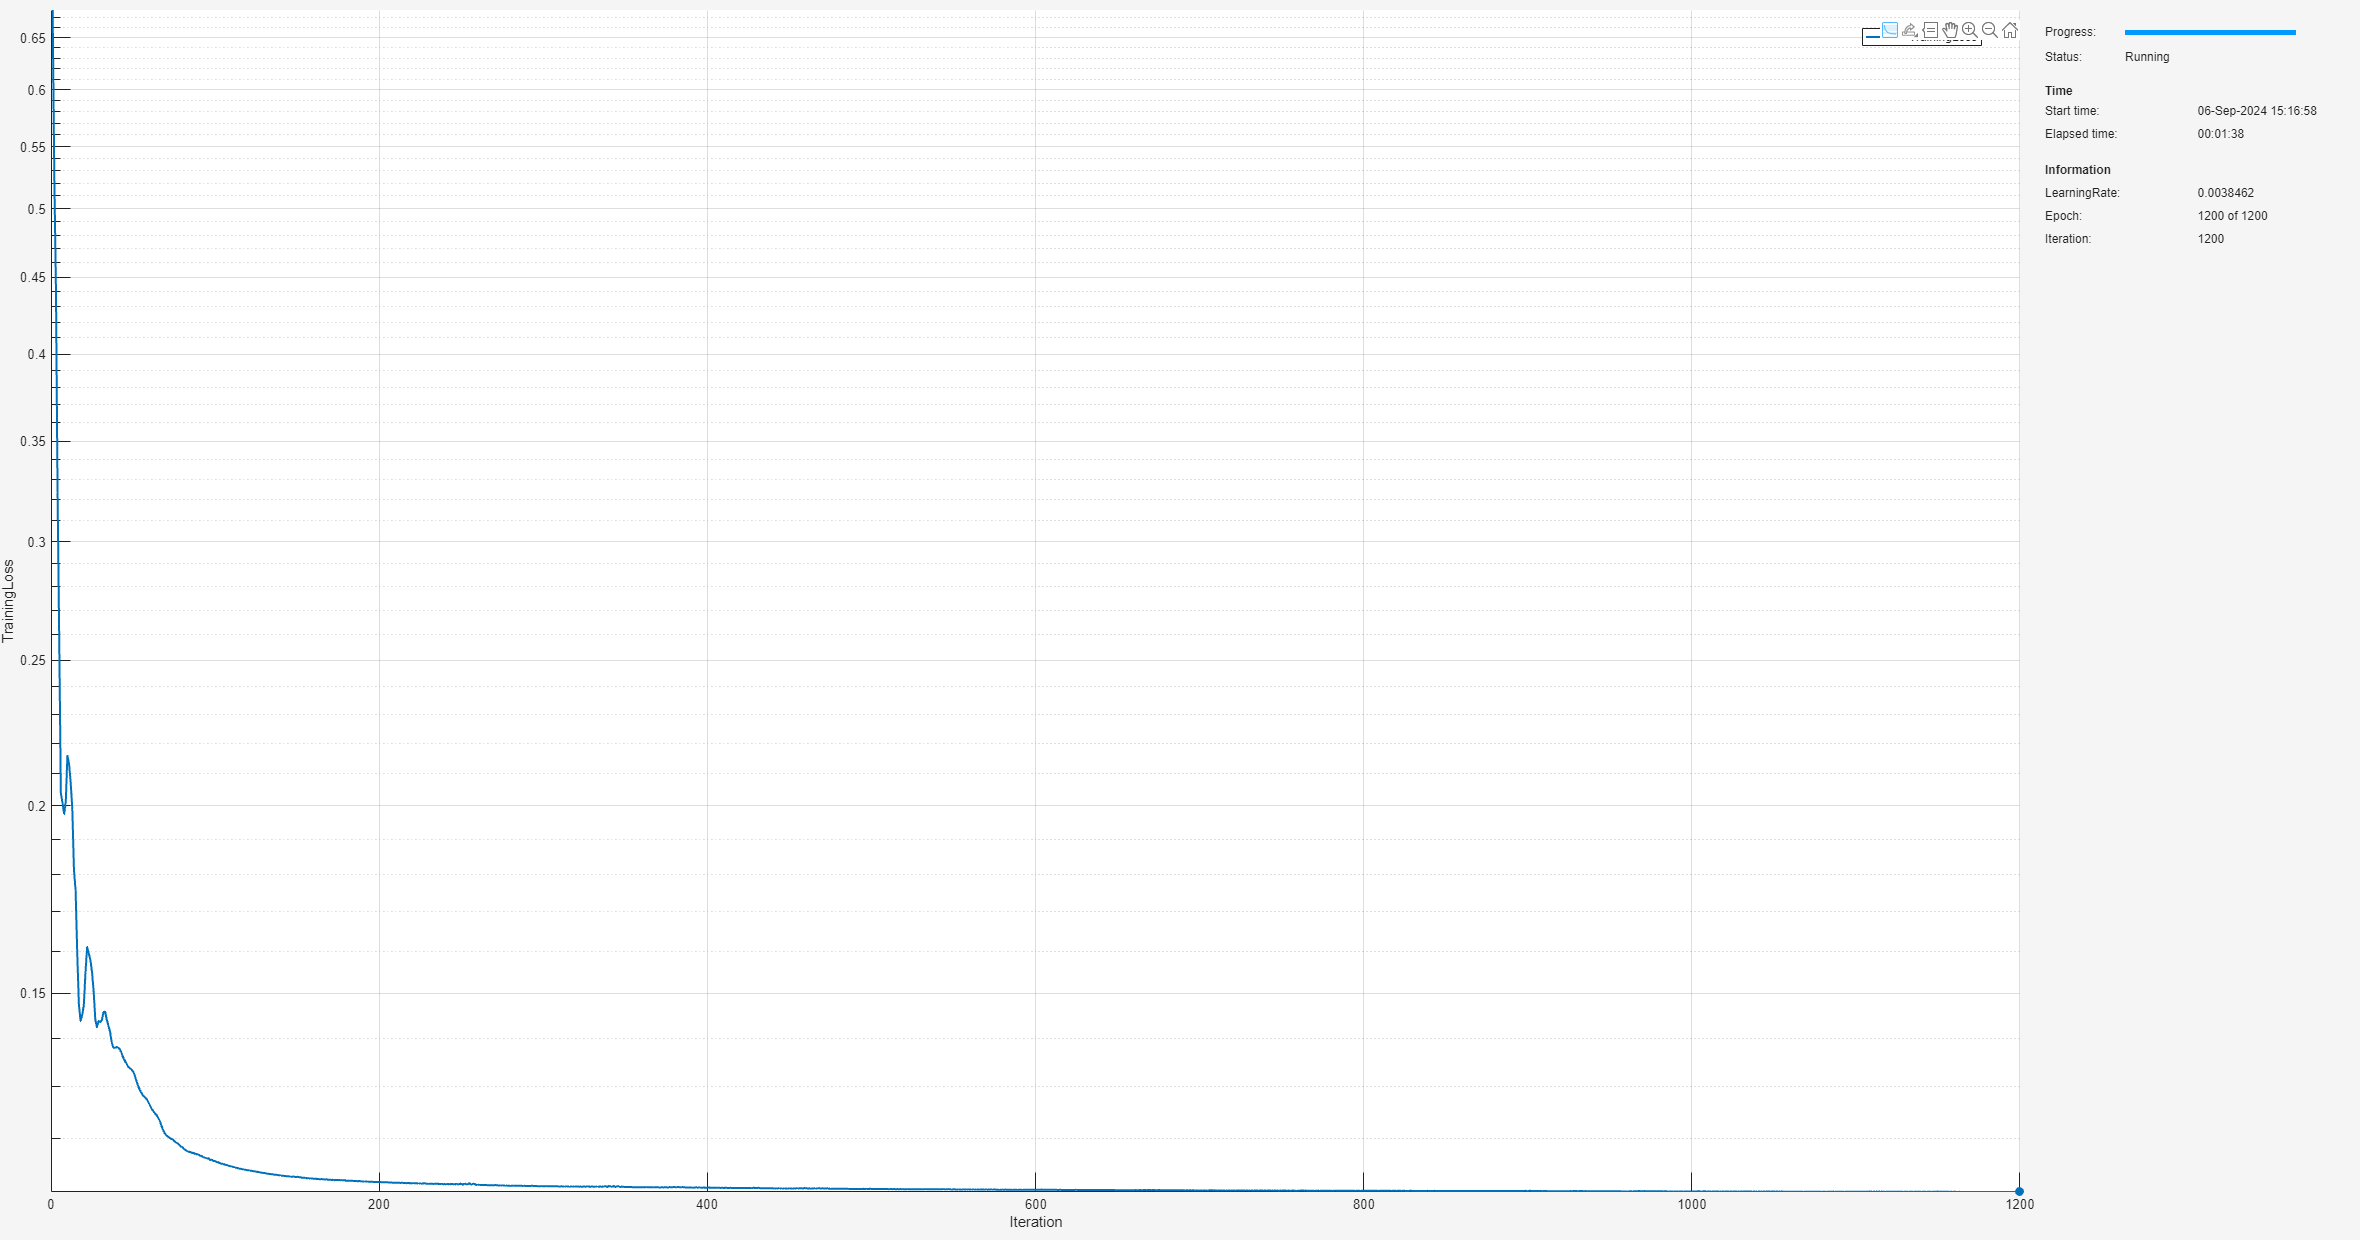 0.65
0.6
0.55
0.5
0.45
0.4
0.35
0.3
0.25
0.2
0.15
TrainingLoss
0 200 400 600 800 1000 1200
Iteration
Progress:
Status: Running
Time
Start time: 06-Sep-2024 15:16:58
Elapsed time: 00:01:38
Information
LearningRate: 0.0038462
Epoch: 1200 of 1200
Iteration: 1200